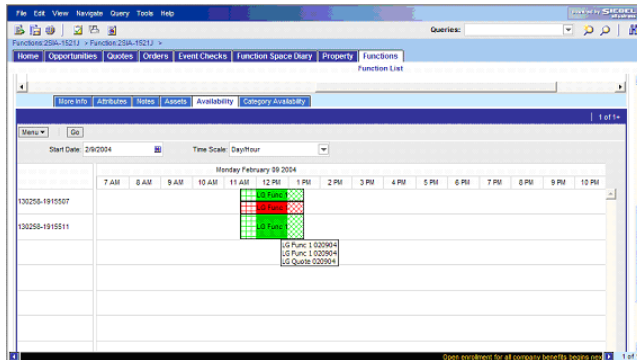 File Edit View Navigate Query Tools Help
powered by SIEBEL
Queries:
Functions:2SIA-1521J > Function:2SIA-1521J >
Home Opportunities Quotes Orders Event Checks Function Space Diary Property Functions
Function List
More Info Attributes Notes Assets Availability Category Availability
1 of 1+
Menu Go
Start Date: 2/9/2004 Time Scale: Day/Hour
Monday February 09 2004
7 AM 8 AM 9 AM 10 AM 11 AM 12 PM 1 PM 2 PM 3 PM 4 PM 5 PM 6 PM 7 PM 8 PM 9 PM 10 PM
130258-1915507 LG Func 1
LG Func
130258-1915511 LG Func 1
LG Func 1 020904
LG Func 1 020904
LG Quote 020904
Open enrollment for all company benefits begins nex 1 of